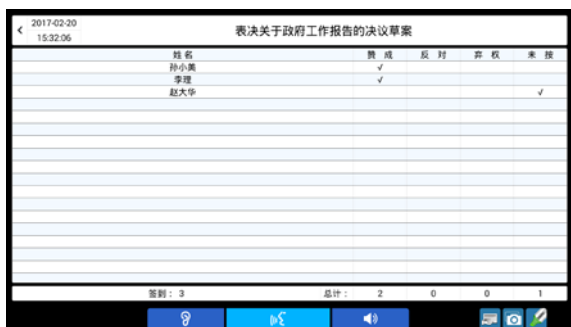 2017-02-20
15:32:06
表决关于政府工作报告的决议草案
姓名 赞成 反对 弃权 未按
孙小美 √
李理 √
赵大华 √
签到：3 总计：2 0 0 1